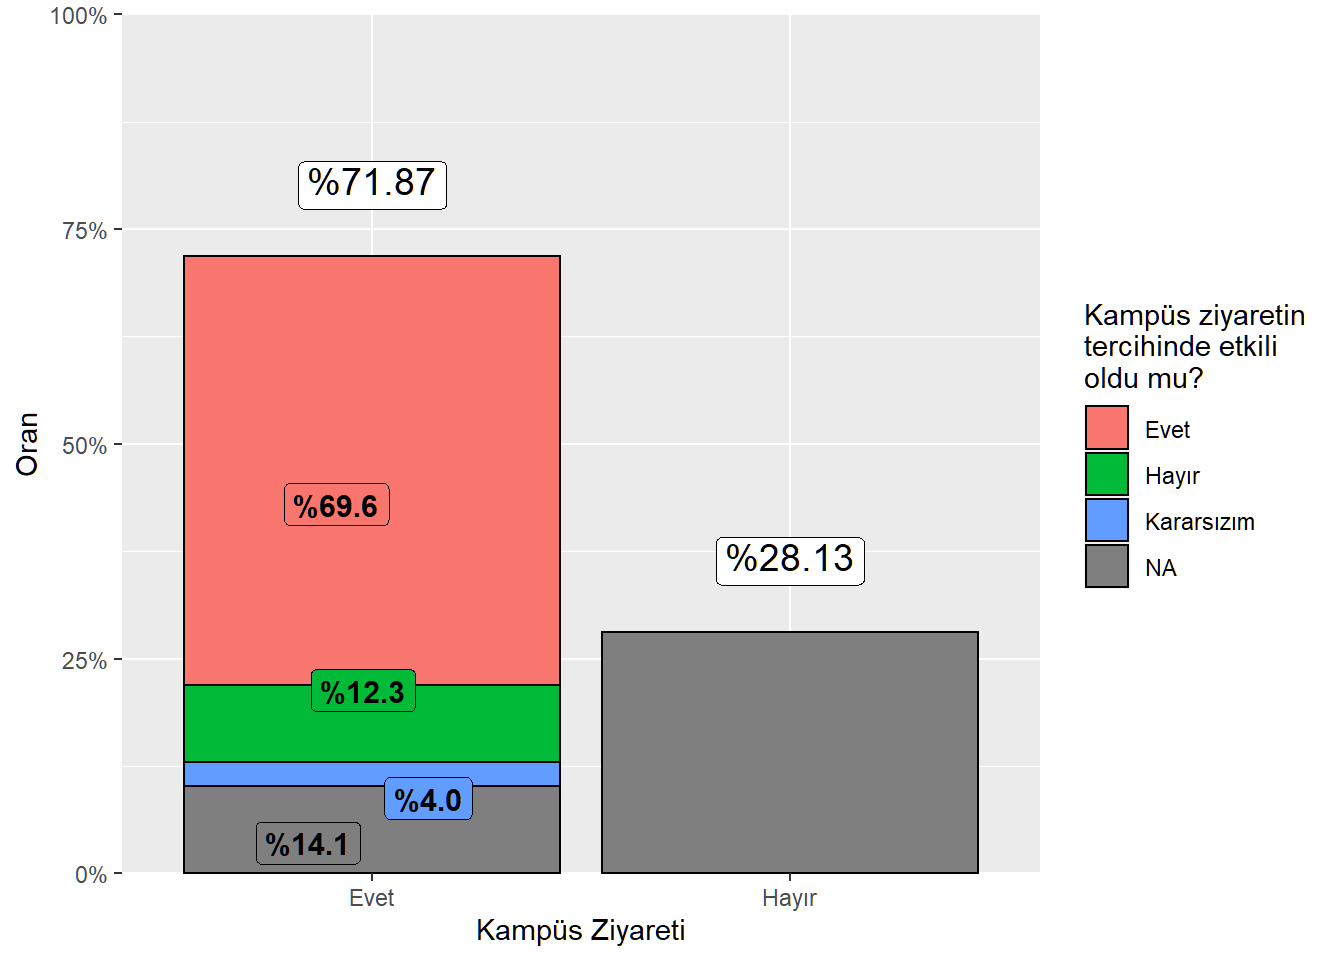 100%
75%
50%
25%
0%
Oran
%71.87
%69.6
%12.3
%4.0
%14.1
%28.13
Evet
Hayır
Kampüs Ziyareti
Kampüs ziyaretin
tercihinde etkili
oldu mu?
Evet
Hayır
Kararsızım
NA